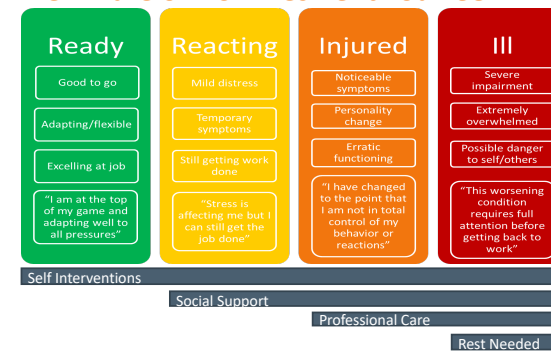 Ready
Good to go
Adapting/flexible
Excelling at job
"I am at the top
of my game and
adapting well to
all pressures"
Reacting
Mild distress
Temporary
symptoms
Still getting work
done
"Stress is
affecting me but I
can still get the
job done"
Injured
Noticeable
symptoms
Personality
change
Erratic
functioning
"I have changed
to the point that
I am not in total
control of my
behavior or
reactions"
Ill
Severe
impairment
Extremely
overwhelmed
Possible danger
to self/others
"This worsening
condition
requires full
attention before
getting back to
work"
Self Interventions
Social Support
Professional Care
Rest Needed